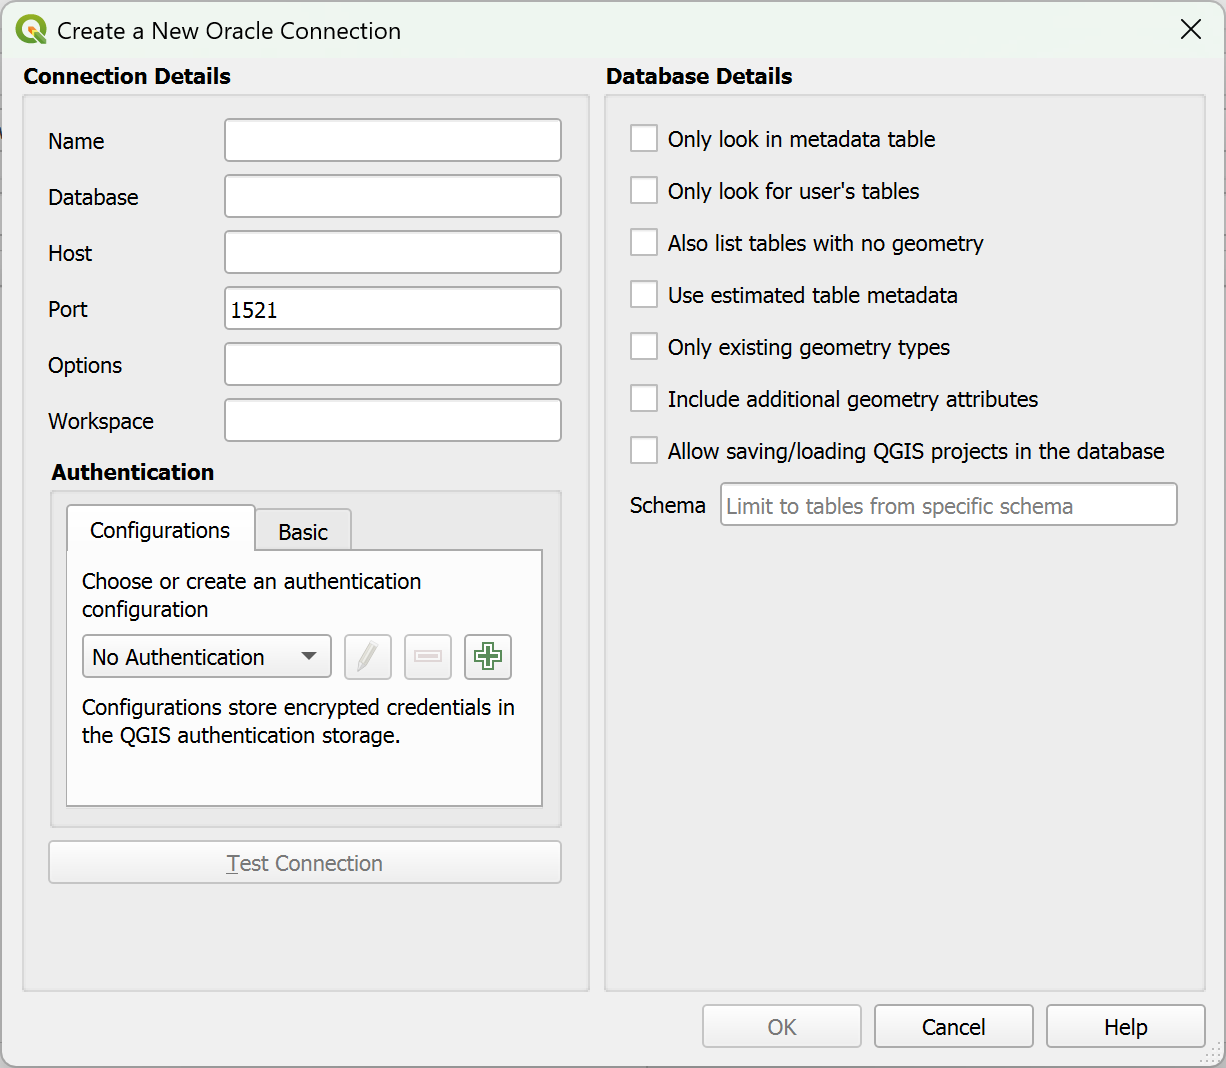 Create a New Oracle Connection
Connection Details
Name
Database
Host
Port
1521
Options
Workspace
Authentication
Configurations
Basic
Choose or create an authentication
configuration
No Authentication
Configurations store encrypted credentials in
the QGIS authentication storage.
Test Connection
Database Details
Only look in metadata table
Only look for user's tables
Also list tables with no geometry
Use estimated table metadata
Only existing geometry types
Include additional geometry attributes
Allow saving/loading QGIS projects in the database
Schema
Limit to tables from specific schema
OK
Cancel
Help